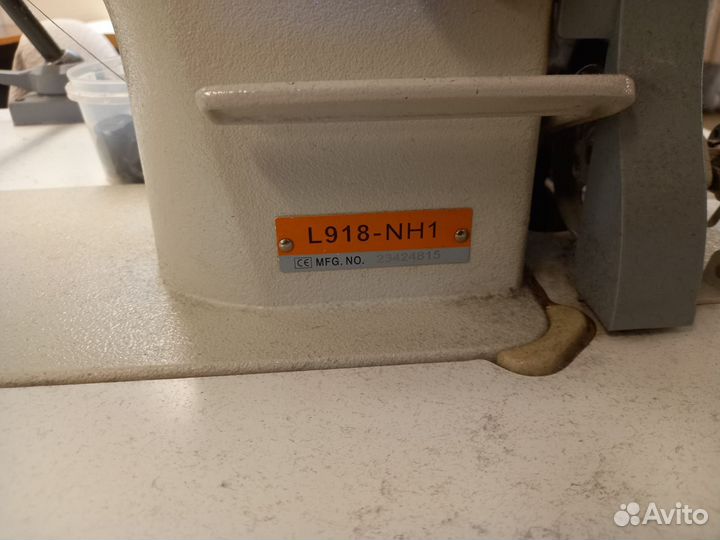 L918-NH1
CE MFG. NO. 23424815
Avito